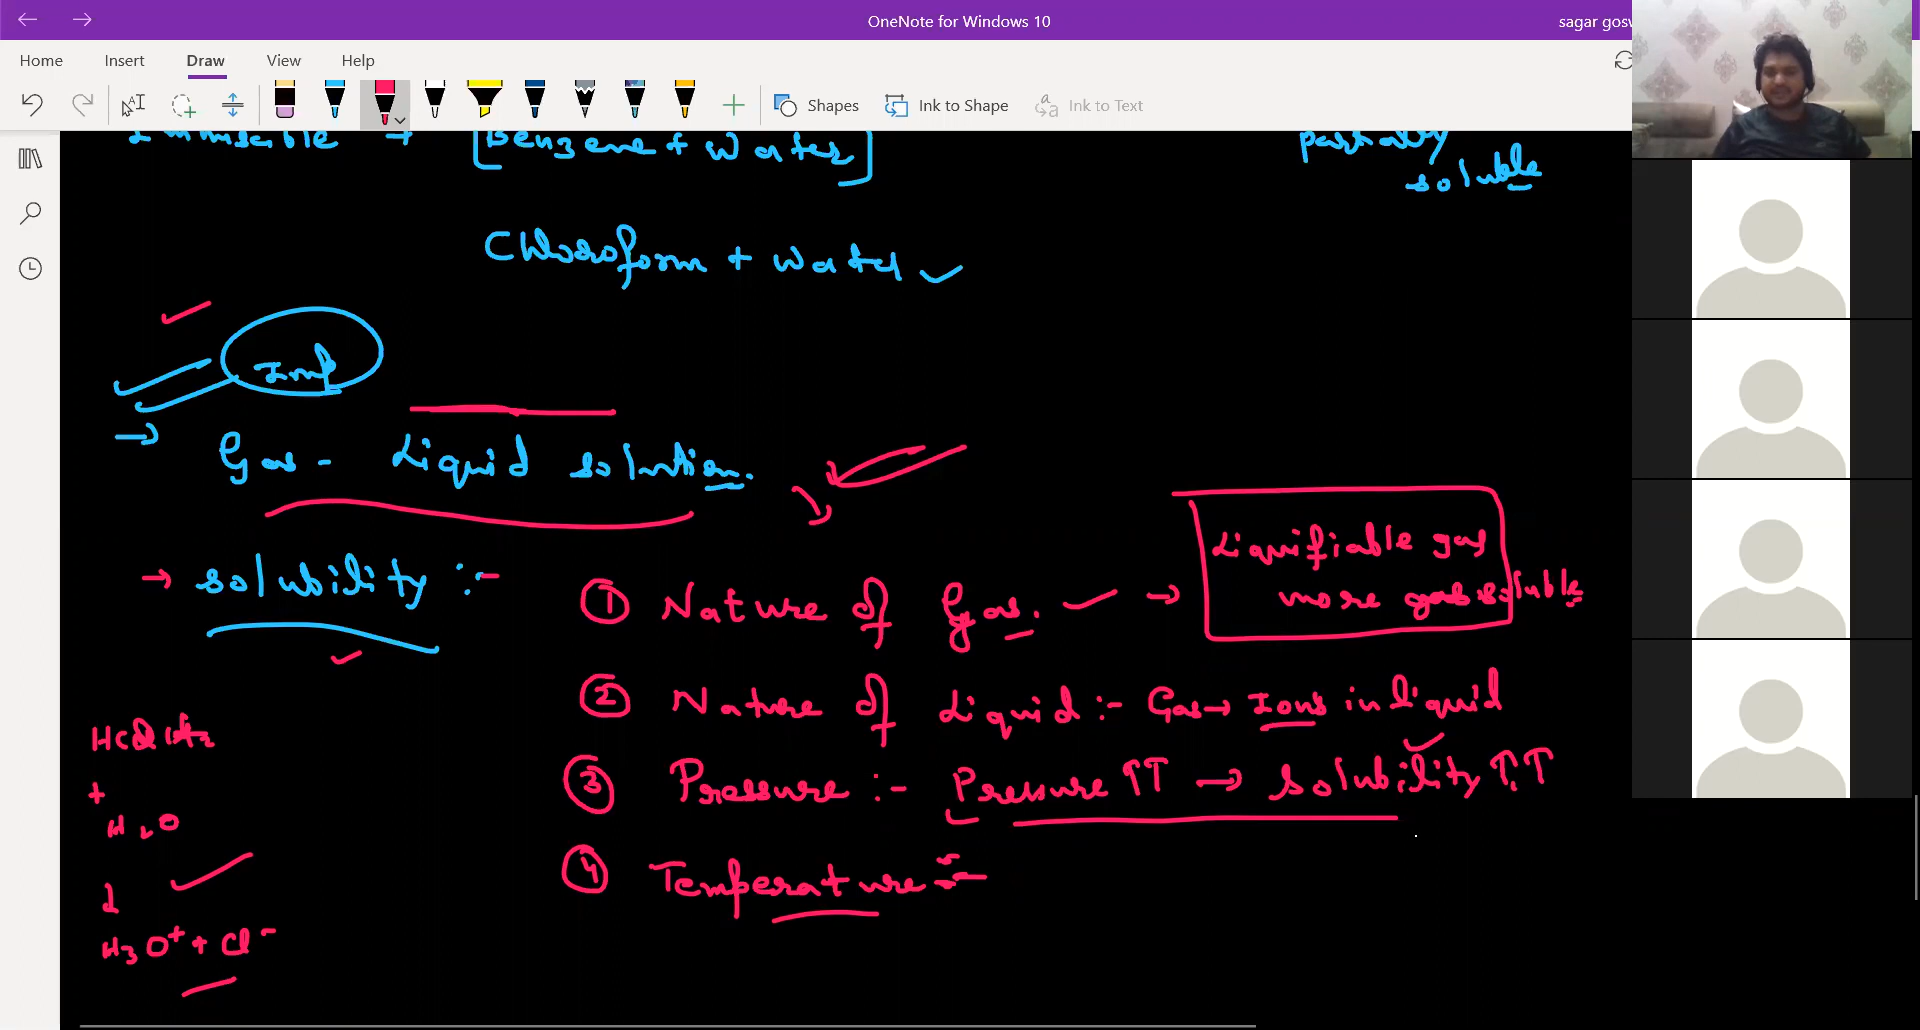 OneNote for Windows 10
sagar gosw
Home Insert Draw View Help
Shapes Ink to Shape Ink to Text
Immiscible → [Benzene + Water]
partially
soluble
Chloroform + Water
Imp
→ Gas - Liquid solution.
→ solubility :-
① Nature of Gas. →
Liquifiable gas
more soluble
② Nature of Liquid :- Gas → Ions in liquid
③ Pressure :- Pressure ↑↑ → solubility ↑↑
④ Temperature :-
HCl
+
H2O
↓
H3O+ + Cl-